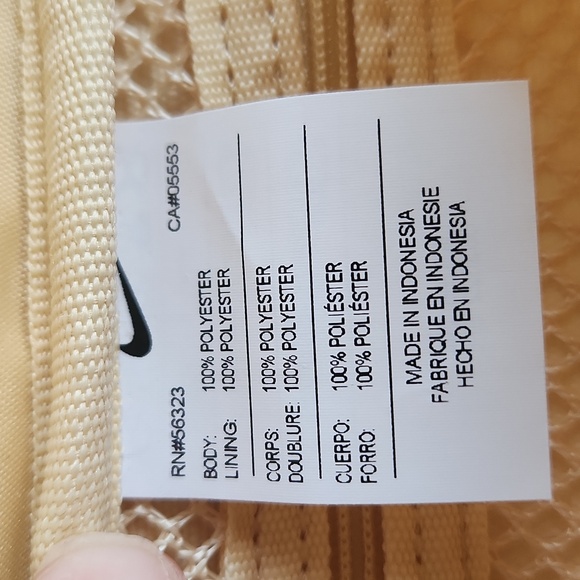 RN#56323 CA#05553
BODY: 100% POLYESTER
LINING: 100% POLYESTER
CORPS: 100% POLYESTER
DOUBLURE: 100% POLYESTER
CUERPO: 100% POLIÉSTER
FORRO: 100% POLIÉSTER
MADE IN INDONESIA
FABRIQUE EN INDONESIE
HECHO EN INDONESIA